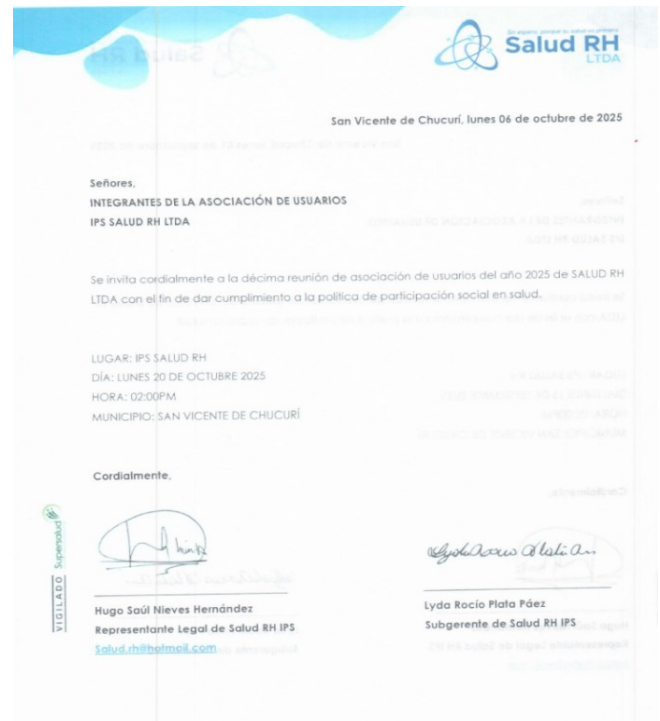 Salud RH
LTDA
San Vicente de Chucurí, lunes 06 de octubre de 2025
Señores,
INTEGRANTES DE LA ASOCIACIÓN DE USUARIOS
IPS SALUD RH LTDA
Se invita cordialmente a la décima reunión de asociación de usuarios del año 2025 de SALUD RH
LTDA con el fin de dar cumplimiento a la política de participación social en salud.
LUGAR: IPS SALUD RH
DÍA: LUNES 20 DE OCTUBRE 2025
HORA: 02:00PM
MUNICIPIO: SAN VICENTE DE CHUCURÍ
Cordialmente,
VIGILADO Supersalud
Hugo Saúl Nieves Hernández
Representante Legal de Salud RH IPS
Salud.rh@hotmail.com
Lyda Rocío Plata Páez
Subgerente de Salud RH IPS